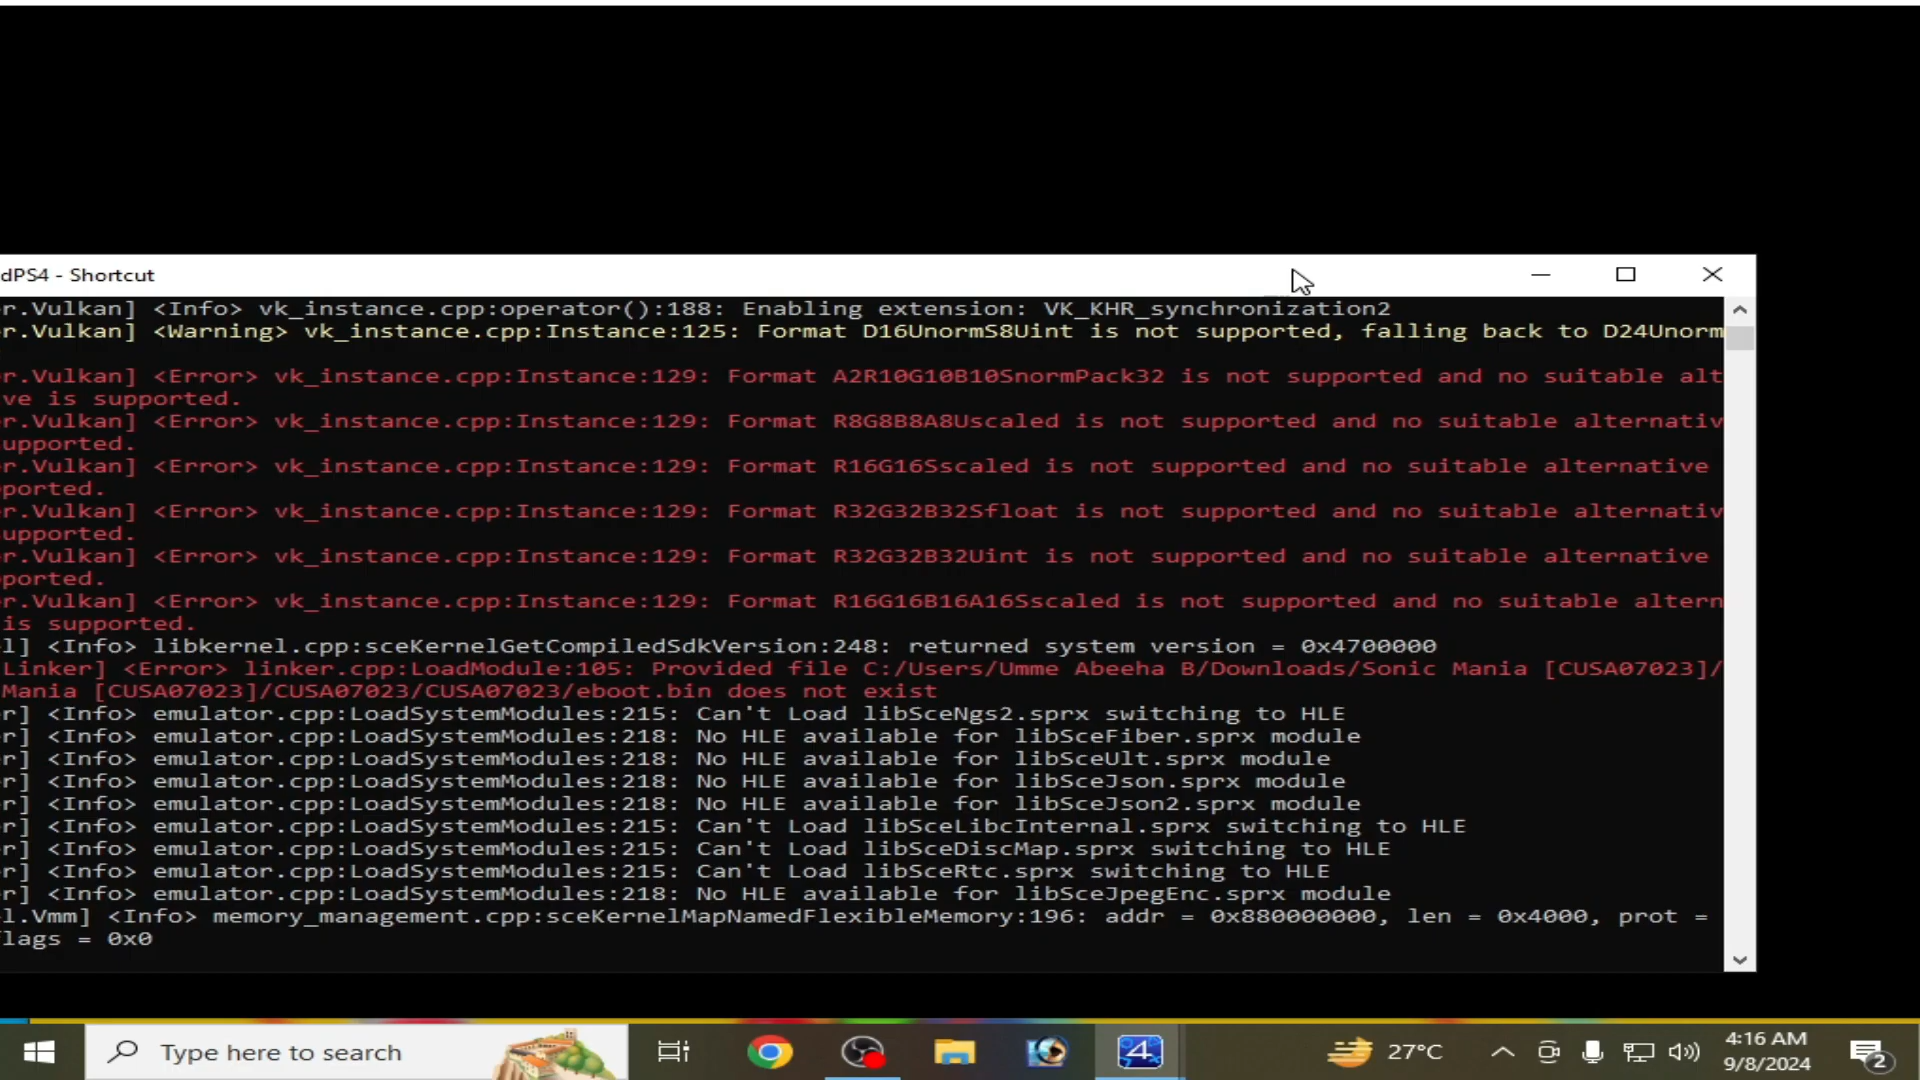 dPS4 - Shortcut
r.Vulkan] <Info> vk_instance.cpp:operator():188: Enabling extension: VK_KHR_synchronization2
r.Vulkan] <Warning> vk_instance.cpp:Instance:125: Format D16UnormS8Uint is not supported, falling back to D24Unorm
r.Vulkan] <Error> vk_instance.cpp:Instance:129: Format A2R10G10B10SnormPack32 is not supported and no suitable alt
ve is supported.
r.Vulkan] <Error> vk_instance.cpp:Instance:129: Format R8G8B8A8Uscaled is not supported and no suitable alternativ
upported.
r.Vulkan] <Error> vk_instance.cpp:Instance:129: Format R16G16Sscaled is not supported and no suitable alternative
ported.
r.Vulkan] <Error> vk_instance.cpp:Instance:129: Format R32G32B32Sfloat is not supported and no suitable alternativ
upported.
r.Vulkan] <Error> vk_instance.cpp:Instance:129: Format R32G32B32Uint is not supported and no suitable alternative
ported.
r.Vulkan] <Error> vk_instance.cpp:Instance:129: Format R16G16B16A16Sscaled is not supported and no suitable altern
is supported.
l] <Info> libkernel.cpp:sceKernelGetCompiledSdkVersion:248: returned system version = 0x4700000
Linker] <Error> linker.cpp:LoadModule:105: Provided file C:/Users/Umme Abeeha B/Downloads/Sonic Mania [CUSA07023]/
Mania [CUSA07023]/CUSA07023/CUSA07023/eboot.bin does not exist
r] <Info> emulator.cpp:LoadSystemModules:215: Can't Load libSceNgs2.sprx switching to HLE
er] <Info> emulator.cpp:LoadSystemModules:218: No HLE available for libSceFiber.sprx module
er] <Info> emulator.cpp:LoadSystemModules:218: No HLE available for libSceUlt.sprx module
er] <Info> emulator.cpp:LoadSystemModules:218: No HLE available for libSceJson.sprx module
er] <Info> emulator.cpp:LoadSystemModules:218: No HLE available for libSceJson2.sprx module
er] <Info> emulator.cpp:LoadSystemModules:215: Can't Load libSceLibcInternal.sprx switching to HLE
er] <Info> emulator.cpp:LoadSystemModules:215: Can't Load libSceDiscMap.sprx switching to HLE
er] <Info> emulator.cpp:LoadSystemModules:215: Can't Load libSceRtc.sprx switching to HLE
er] <Info> emulator.cpp:LoadSystemModules:218: No HLE available for libSceJpegEnc.sprx module
l.Vmm] <Info> memory_management.cpp:sceKernelMapNamedFlexibleMemory:196: addr = 0x880000000, len = 0x4000, prot =
lags = 0x0
Type here to search
4
27°C
4:16 AM
9/8/2024
2